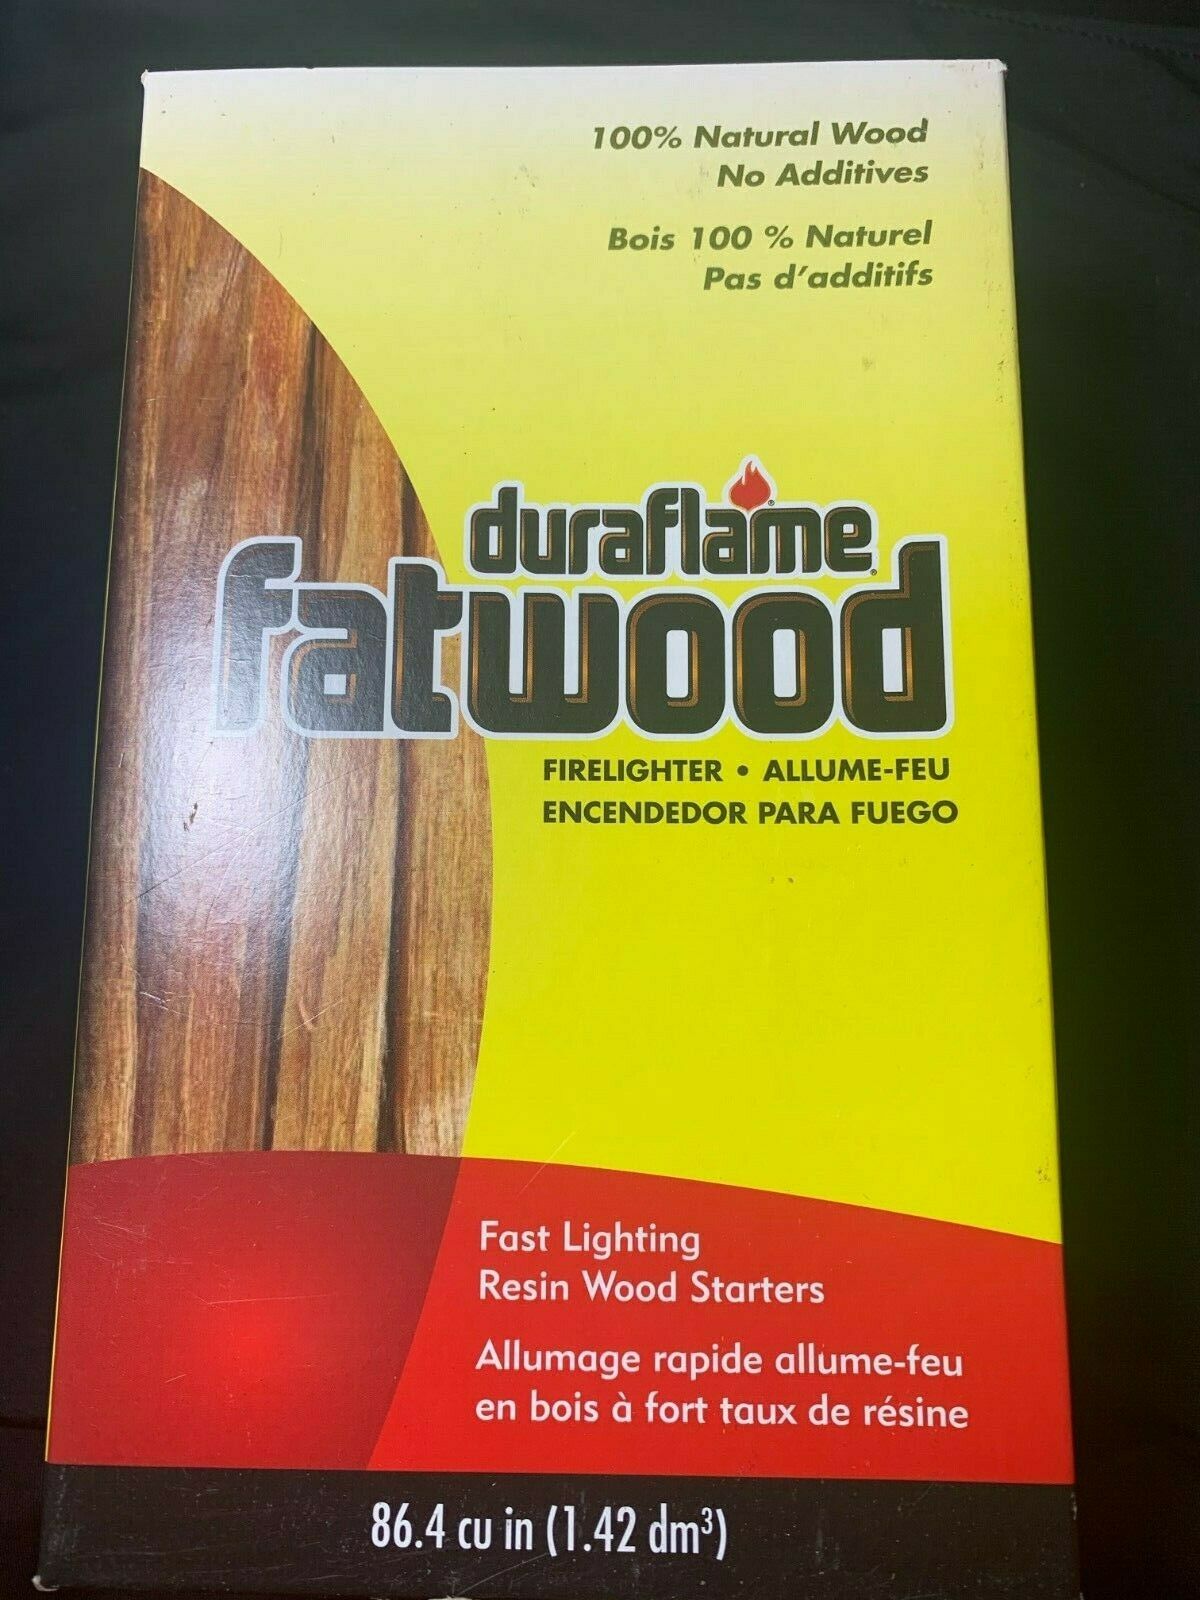 100% Natural Wood
No Additives
Bois 100 % Naturel
Pas d'additifs
duraflame®
fatwood®
FIRELIGHTER • ALLUME-FEU
ENCENDEDOR PARA FUEGO
Fast Lighting
Resin Wood Starters
Allumage rapide allume-feu
en bois à fort taux de résine
86.4 cu in (1.42 dm³)